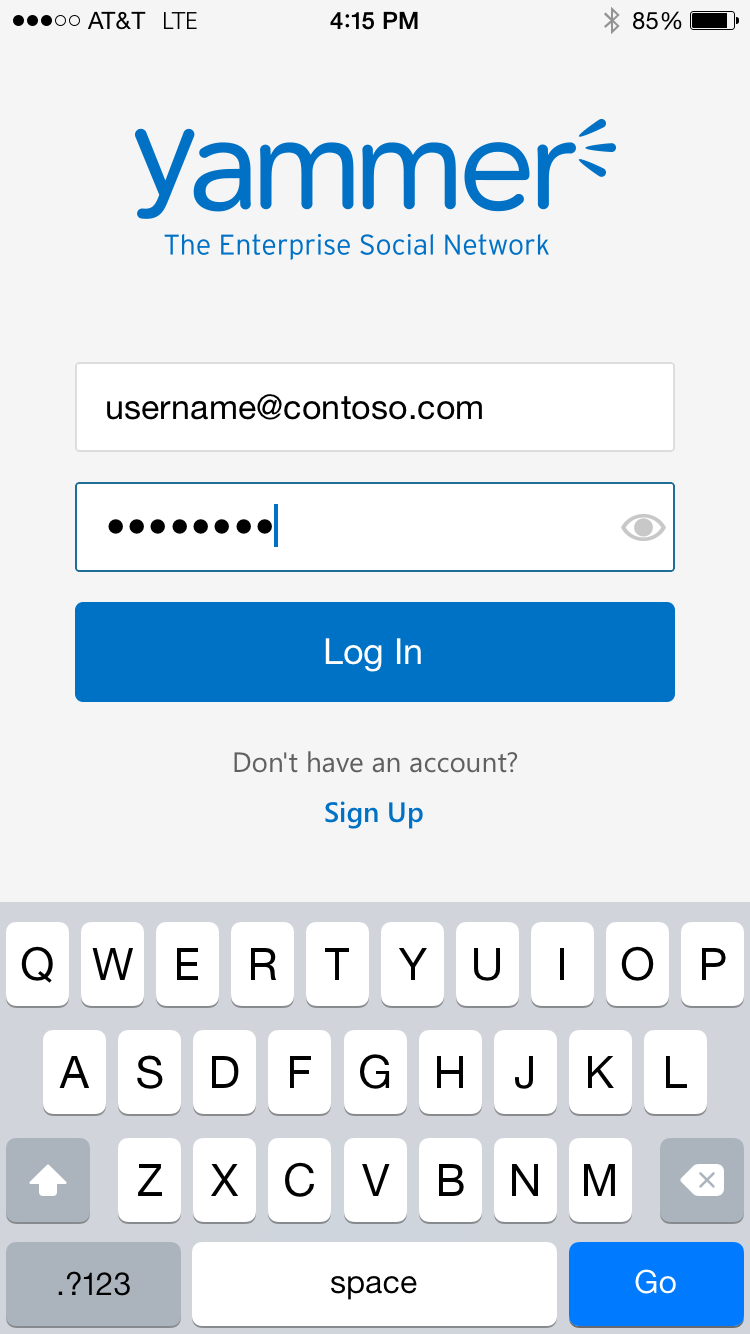 AT&T LTE 4:15 PM 85%
yammer
The Enterprise Social Network
username@contoso.com
••••••••
Log In
Don't have an account?
Sign Up
Q W E R T Y U I O P
A S D F G H J K L
Z X C V B N M
.?123 space Go